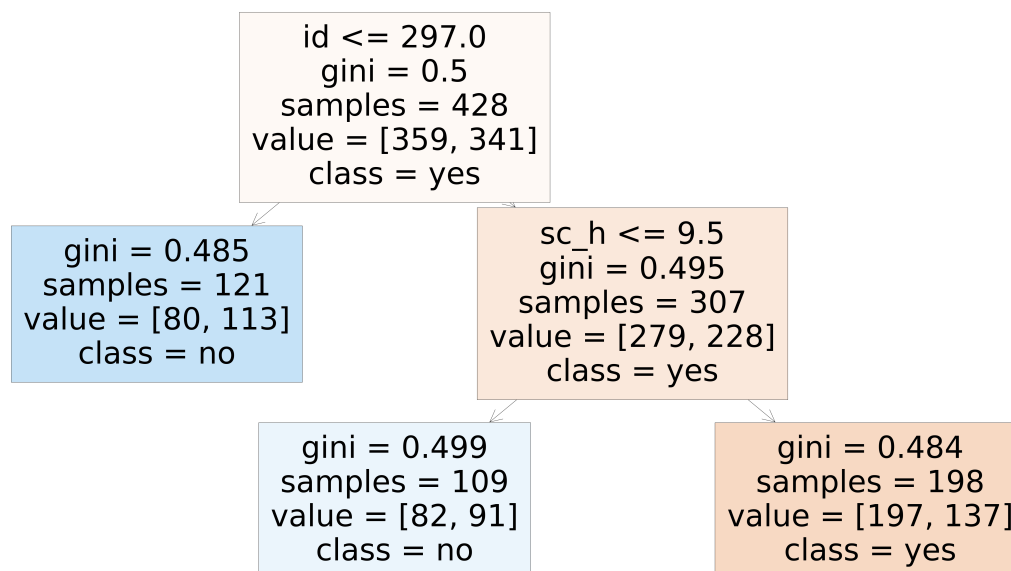 id <= 297.0
gini = 0.5
samples = 428
value = [359, 341]
class = yes
gini = 0.485
samples = 121
value = [80, 113]
class = no
sc_h <= 9.5
gini = 0.495
samples = 307
value = [279, 228]
class = yes
gini = 0.499
samples = 109
value = [82, 91]
class = no
gini = 0.484
samples = 198
value = [197, 137]
class = yes